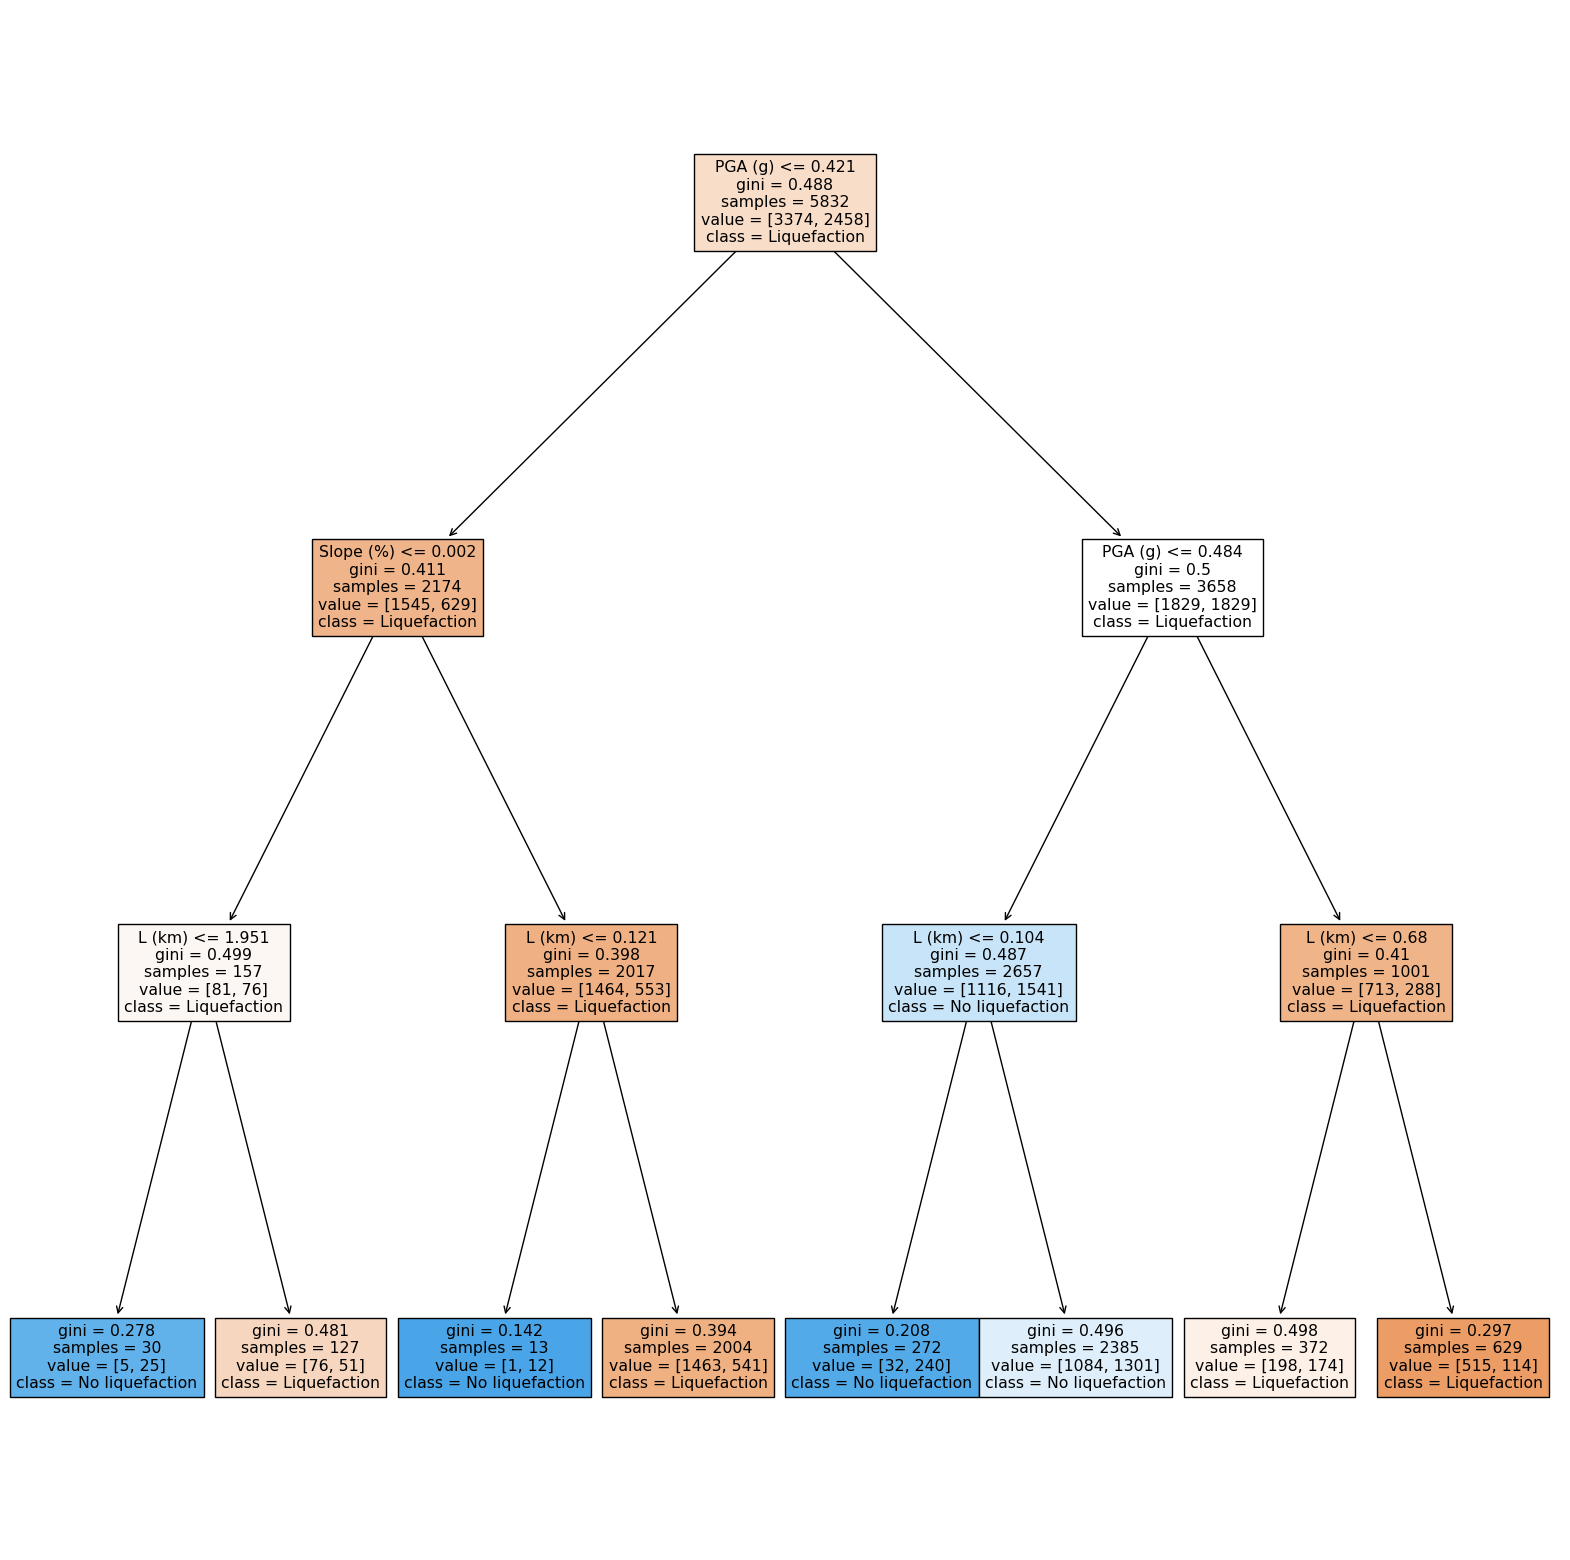 PGA (g) <= 0.421
gini = 0.488
samples = 5832
value = [3374, 2458]
class = Liquefaction
Slope (%) <= 0.002
gini = 0.411
samples = 2174
value = [1545, 629]
class = Liquefaction
PGA (g) <= 0.484
gini = 0.5
samples = 3658
value = [1829, 1829]
class = Liquefaction
L (km) <= 1.951
gini = 0.499
samples = 157
value = [81, 76]
class = Liquefaction
L (km) <= 0.121
gini = 0.398
samples = 2017
value = [1464, 553]
class = Liquefaction
L (km) <= 0.104
gini = 0.487
samples = 2657
value = [1116, 1541]
class = No liquefaction
L (km) <= 0.68
gini = 0.41
samples = 1001
value = [713, 288]
class = Liquefaction
gini = 0.278
samples = 30
value = [5, 25]
class = No liquefaction
gini = 0.481
samples = 127
value = [76, 51]
class = Liquefaction
gini = 0.142
samples = 13
value = [1, 12]
class = No liquefaction
gini = 0.394
samples = 2004
value = [1463, 541]
class = Liquefaction
gini = 0.208
samples = 272
value = [32, 240]
class = No liquefaction
gini = 0.496
samples = 2385
value = [1084, 1301]
class = No liquefaction
gini = 0.498
samples = 372
value = [198, 174]
class = Liquefaction
gini = 0.297
samples = 629
value = [515, 114]
class = Liquefaction